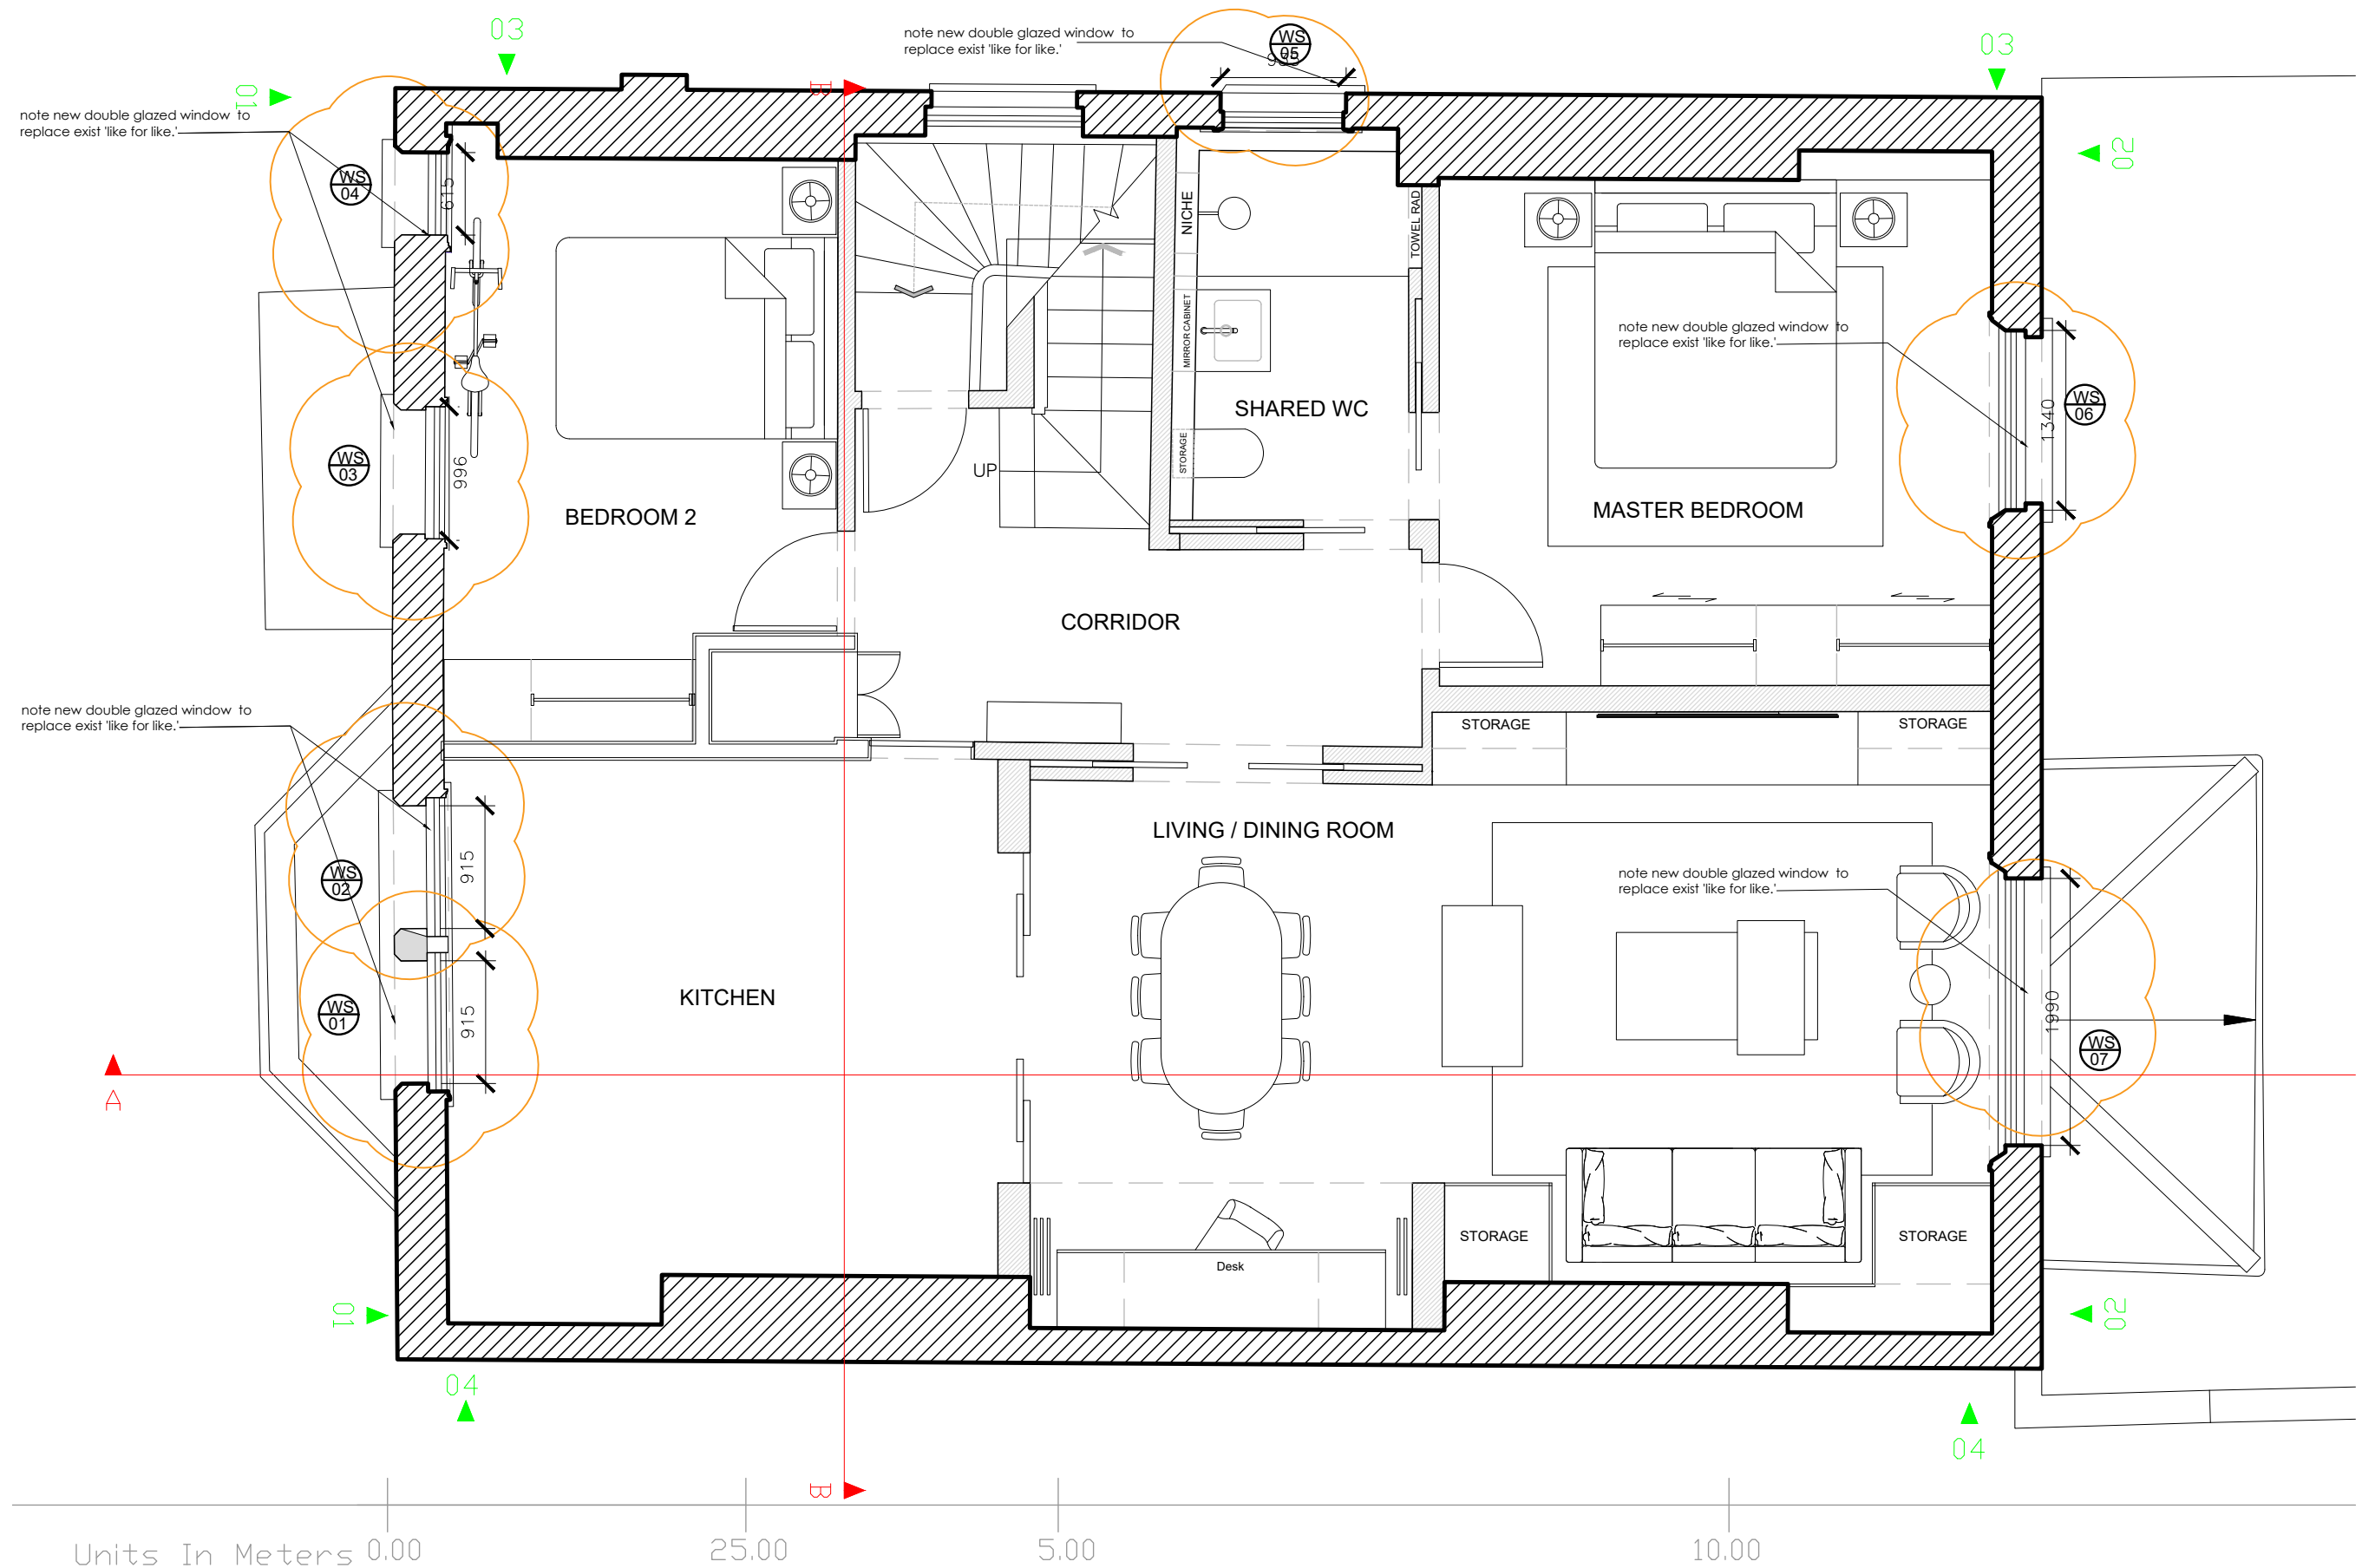 03
note new double glazed window to
replace exist 'like for like.'
WS
05
935
03
01
B
note new double glazed window to
replace exist 'like for like.'
02
WS
04
615
NICHE
TOWEL RAD
MIRROR CABINET
note new double glazed window to
replace exist 'like for like.'
SHARED WC
1340
WS
06
WS
03
996
STORAGE
UP
BEDROOM 2
MASTER BEDROOM
CORRIDOR
note new double glazed window to
replace exist 'like for like.'
STORAGE
STORAGE
LIVING / DINING ROOM
915
WS
02
note new double glazed window to
replace exist 'like for like.'
KITCHEN
WS
01
915
1990
WS
07
A
STORAGE
STORAGE
Desk
01
02
04
04
B
Units In Meters
0.00
25.00
5.00
10.00